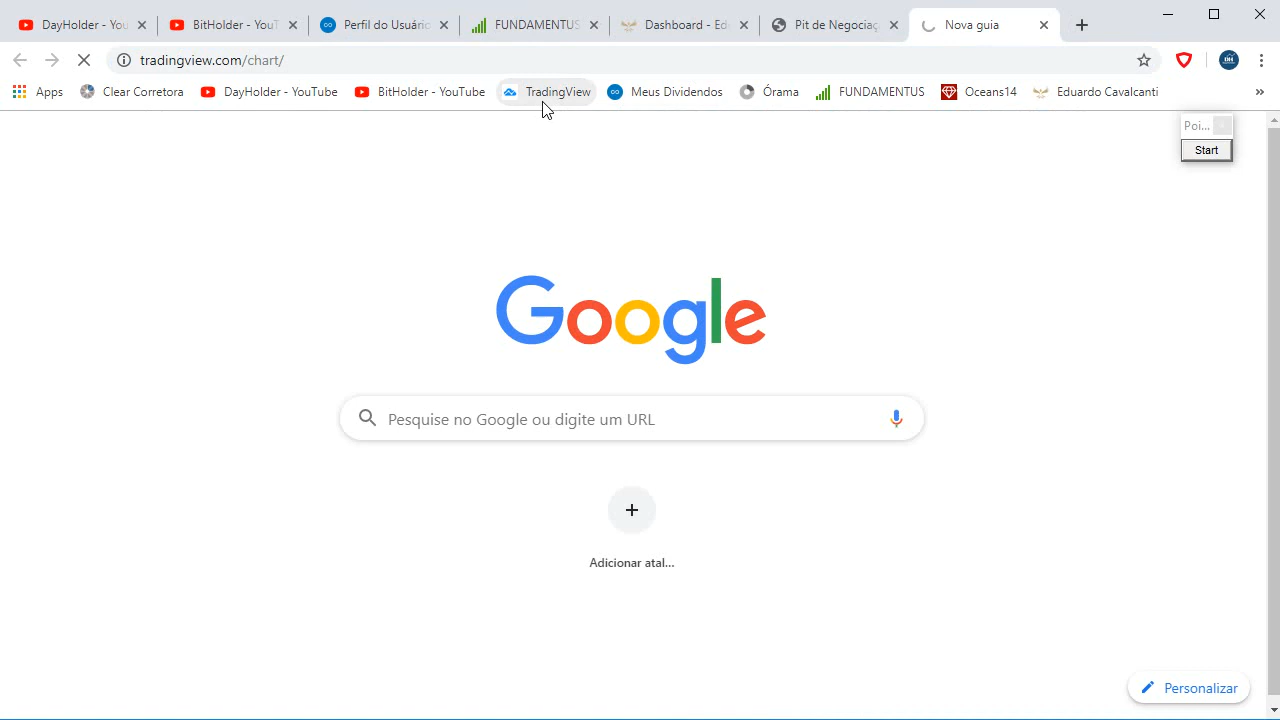 DayHolder - You
BitHolder - YouT
Perfil do Usuário
FUNDAMENTUS
Dashboard - Ed
Pit de Negociaç
Nova guia
tradingview.com/chart/
Apps
Clear Corretora
DayHolder - YouTube
BitHolder - YouTube
TradingView
Meus Dividendos
Órama
FUNDAMENTUS
Oceans14
Eduardo Cavalcanti
»
Poi...
Start
Google
Pesquise no Google ou digite um URL
Adicionar atal...
Personalizar